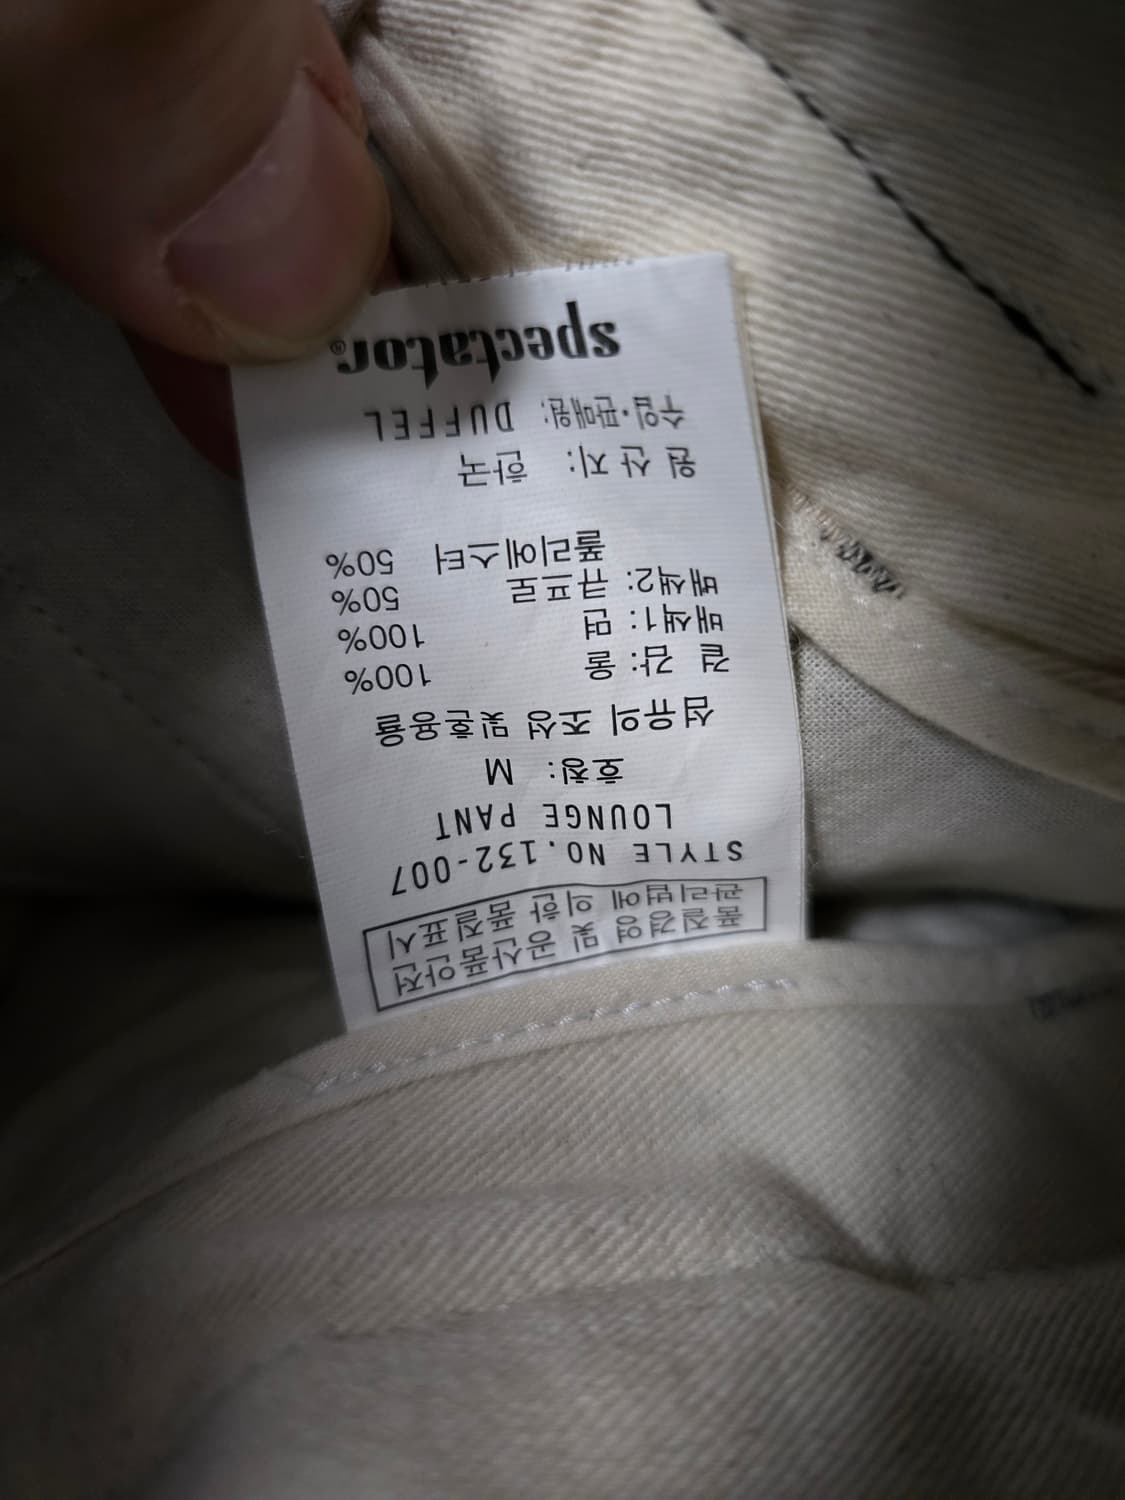 품질경영 및 공산품안전
관리법에 의한 품질표시
STYLE NO.132-007
LOUNGE PANT
호칭: M
섬유의 조성 및 혼용율
겉 감: 울 100%
배색1: 면 100%
배색2: 큐프로 50%
폴리에스터 50%
원 산 지: 한국
수입·판매원: DUFFEL
spectator®